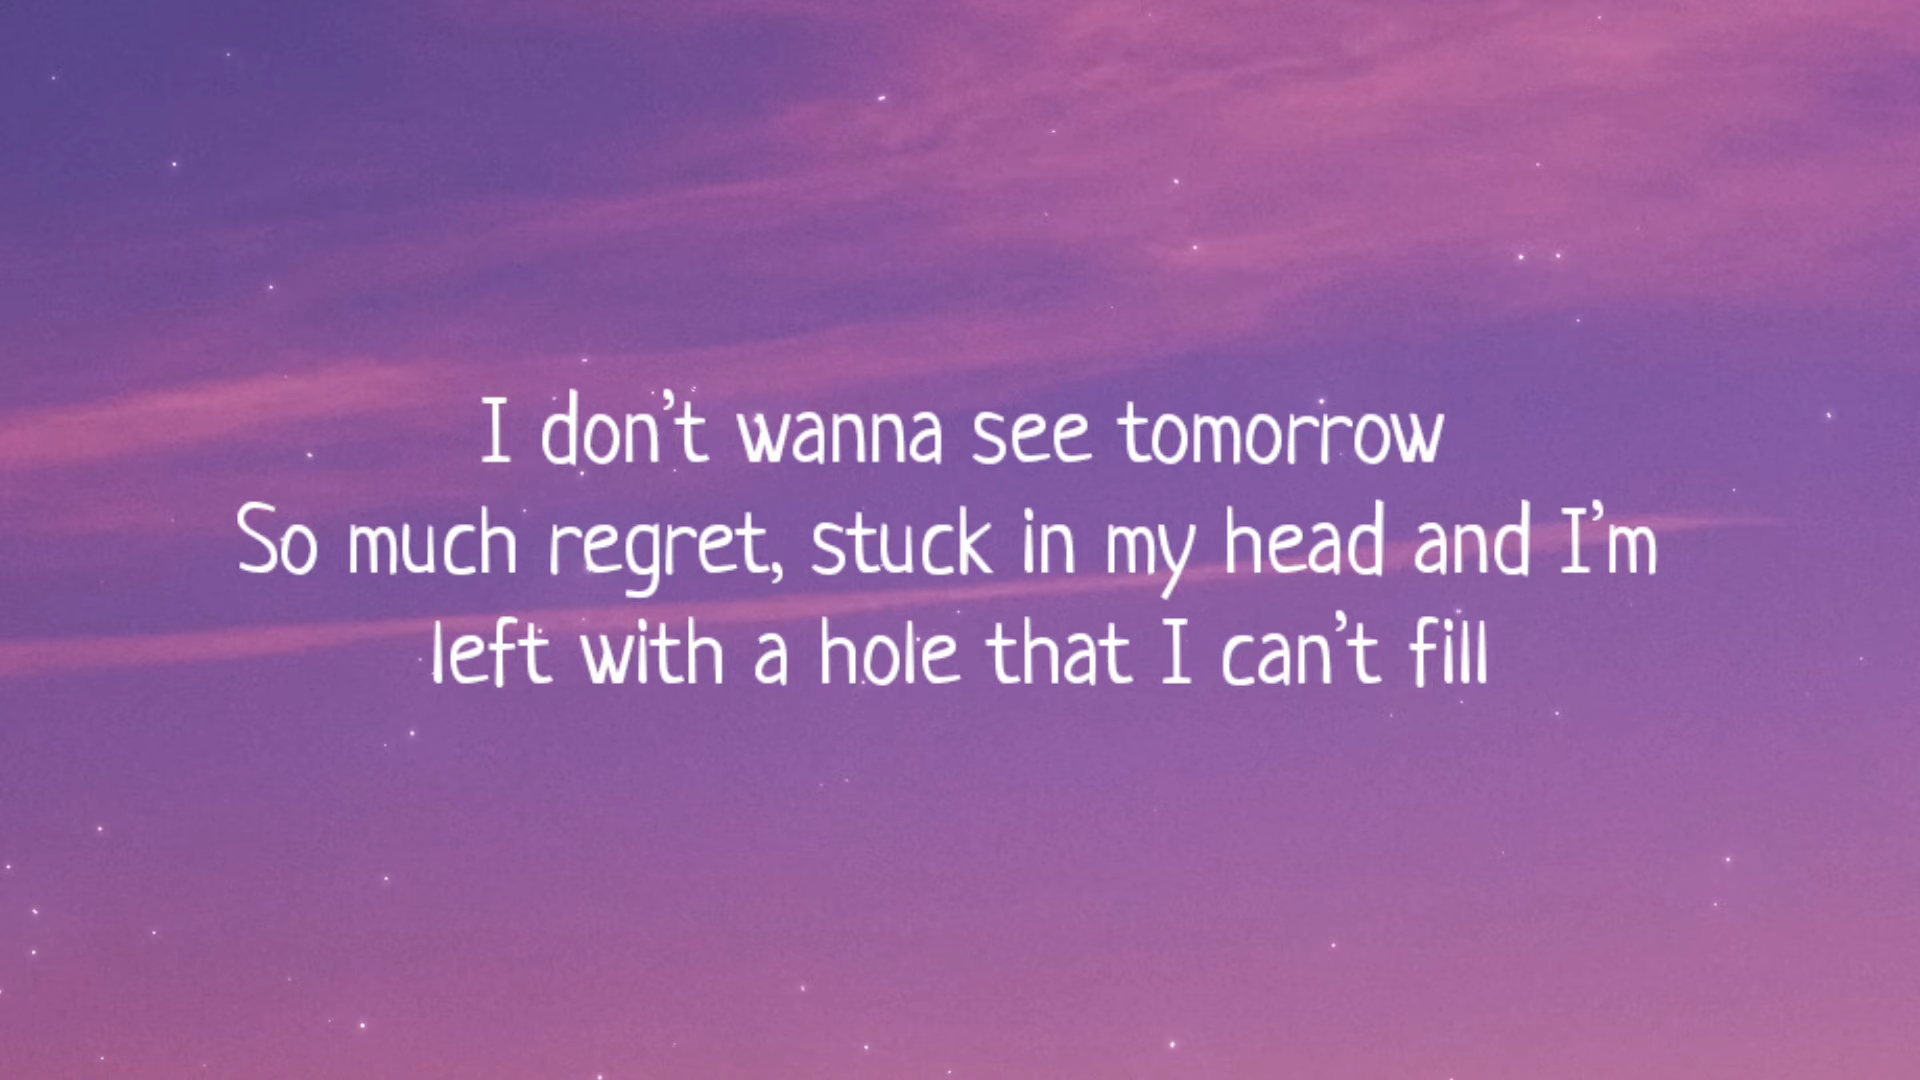 I don't wanna see tomorrow
So much regret, stuck in my head and I'm
left with a hole that I can't fill